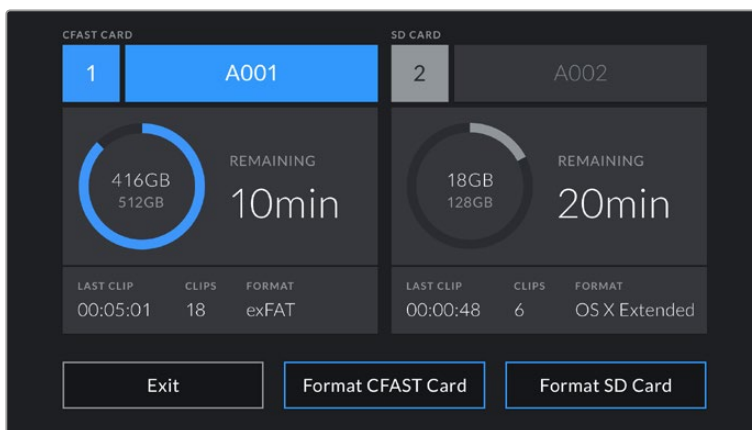 CFAST CARD
1 A001
416GB
512GB
REMAINING
10min
LAST CLIP CLIPS FORMAT
00:05:01 18 exFAT
SD CARD
2 A002
18GB
128GB
REMAINING
20min
LAST CLIP CLIPS FORMAT
00:00:48 6 OS X Extended
Exit
Format CFAST Card
Format SD Card